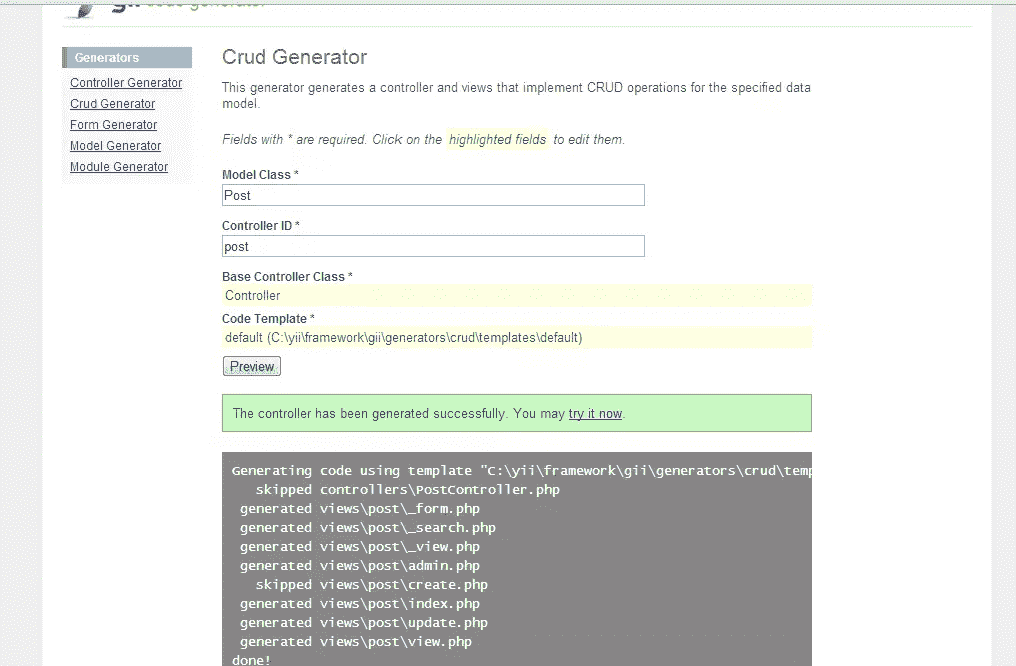 gii code generator
Generators
Controller Generator
Crud Generator
Form Generator
Model Generator
Module Generator
Crud Generator
This generator generates a controller and views that implement CRUD operations for the specified data
model.
Fields with * are required. Click on the highlighted fields to edit them.
Model Class *
Post
Controller ID *
post
Base Controller Class *
Controller
Code Template *
default (C:\yii\framework\gii\generators\crud\templates\default)
Preview
The controller has been generated successfully. You may try it now.
Generating code using template "C:\yii\framework\gii\generators\crud\temp
skipped controllers\PostController.php
generated views\post\_form.php
generated views\post\_search.php
generated views\post\_view.php
generated views\post\admin.php
skipped views\post\create.php
generated views\post\index.php
generated views\post\update.php
generated views\post\view.php
done!